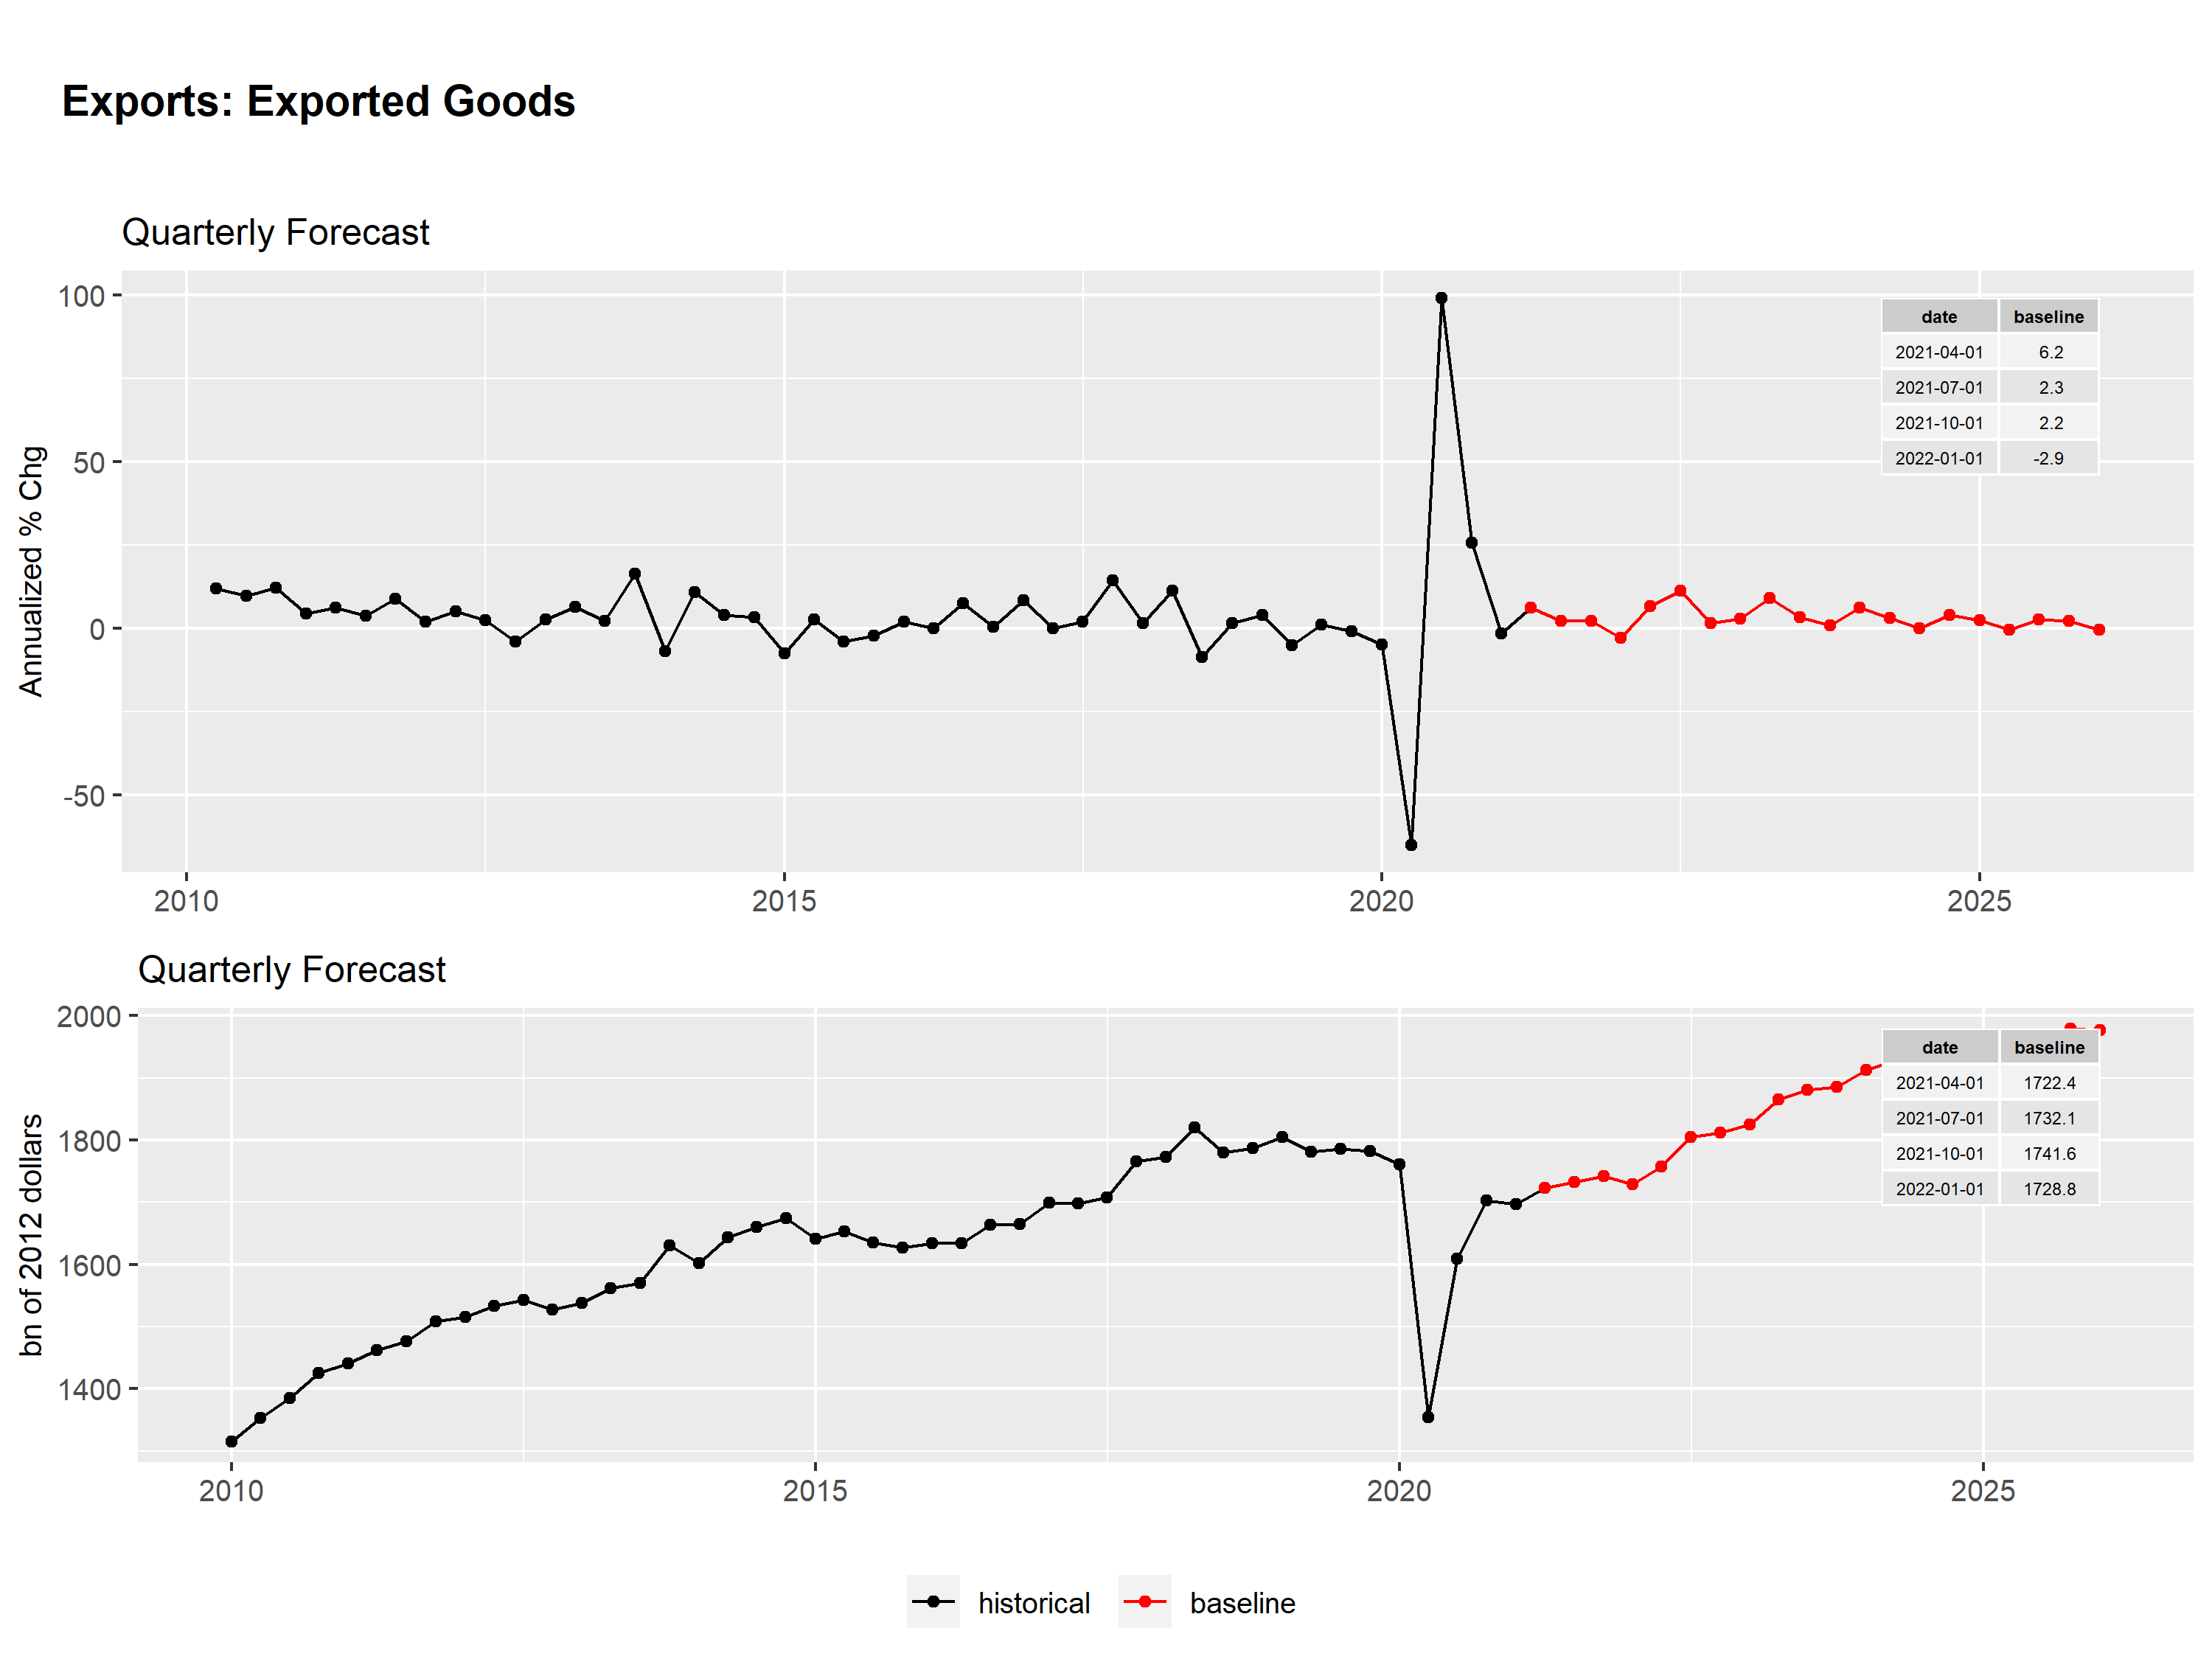 Exports: Exported Goods
Quarterly Forecast
Annualized % Chg
100
50
0
-50
date baseline
2021-04-01 6.2
2021-07-01 2.3
2021-10-01 2.2
2022-01-01 -2.9
2010 2015 2020 2025
Quarterly Forecast
bn of 2012 dollars
2000
1800
1600
1400
date baseline
2021-04-01 1722.4
2021-07-01 1732.1
2021-10-01 1741.6
2022-01-01 1728.8
2010 2015 2020 2025
historical baseline